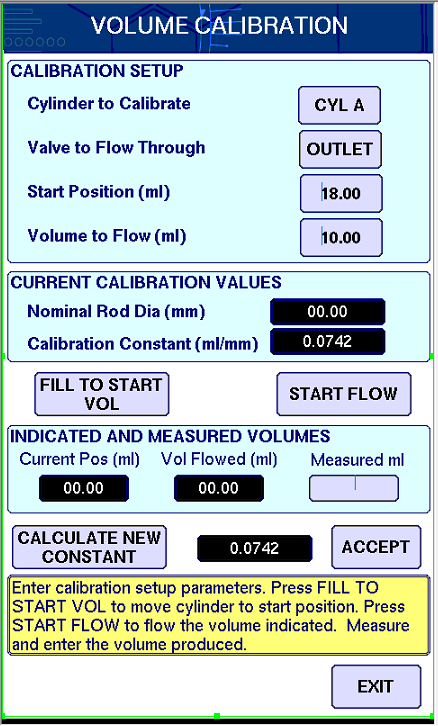 VOLUME CALIBRATION
CALIBRATION SETUP
Cylinder to Calibrate CYL A
Valve to Flow Through OUTLET
Start Position (ml) 18.00
Volume to Flow (ml) 10.00
CURRENT CALIBRATION VALUES
Nominal Rod Dia (mm) 00.00
Calibration Constant (ml/mm) 0.0742
FILL TO START
VOL
START FLOW
INDICATED AND MEASURED VOLUMES
Current Pos (ml) Vol Flowed (ml) Measured ml
00.00 00.00
CALCULATE NEW
CONSTANT
0.0742 ACCEPT
Enter calibration setup parameters. Press FILL TO
START VOL to move cylinder to start position. Press
START FLOW to flow the volume indicated. Measure
and enter the volume produced.
EXIT